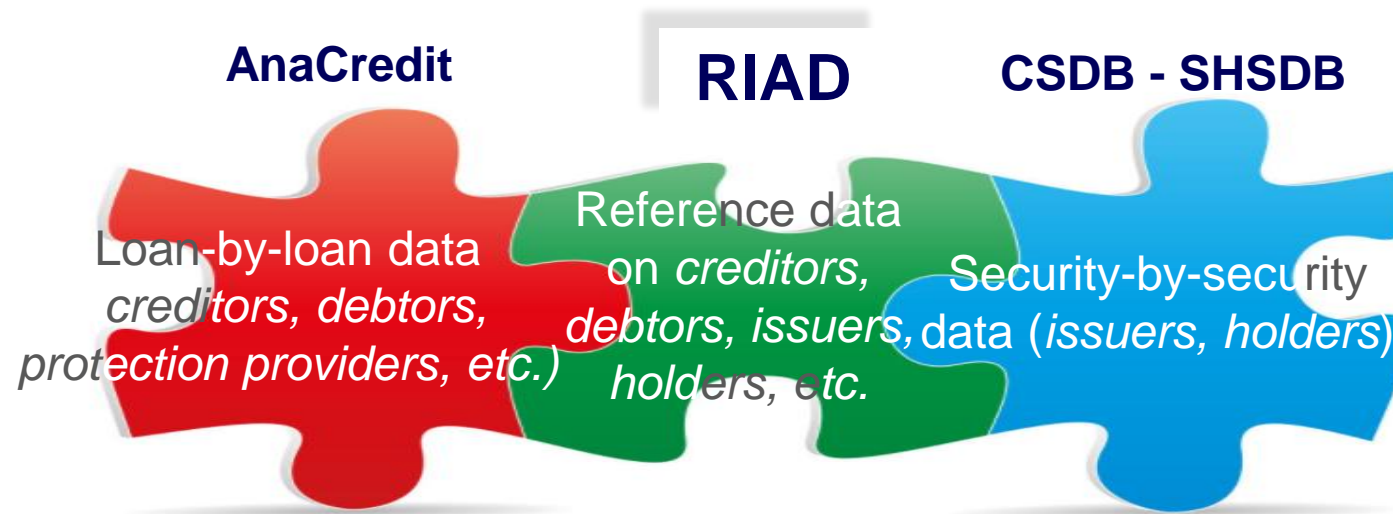 AnaCredit
RIAD
CSDB - SHSDB
Loan-by-loan data
creditors, debtors,
protection providers, etc.)
Reference data
on creditors,
debtors, issuers,
holders, etc.
Security-by-security
data (issuers, holders)